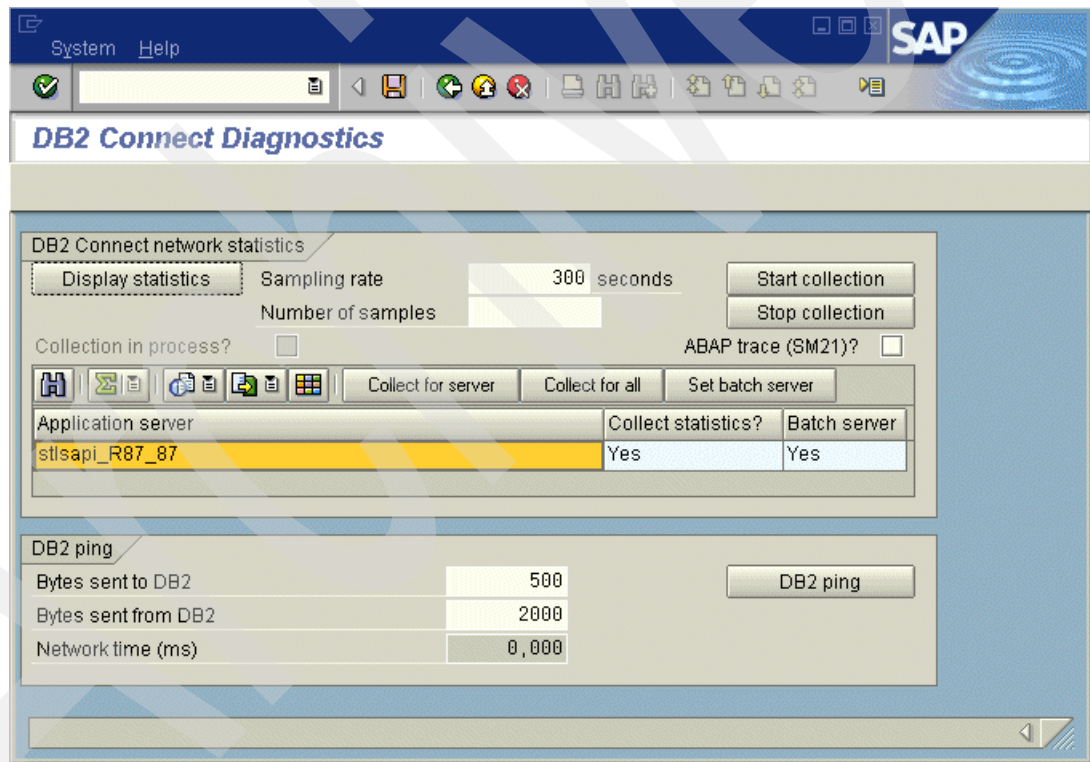 System Help
SAP
DB2 Connect Diagnostics
DB2 Connect network statistics
Display statistics Sampling rate 300 seconds Start collection
Number of samples Stop collection
Collection in process? ABAP trace (SM21)?
Collect for server Collect for all Set batch server
Application server Collect statistics? Batch server
stlsapi_R87_87 Yes Yes
DB2 ping
Bytes sent to DB2 500 DB2 ping
Bytes sent from DB2 2000
Network time (ms) 0,000